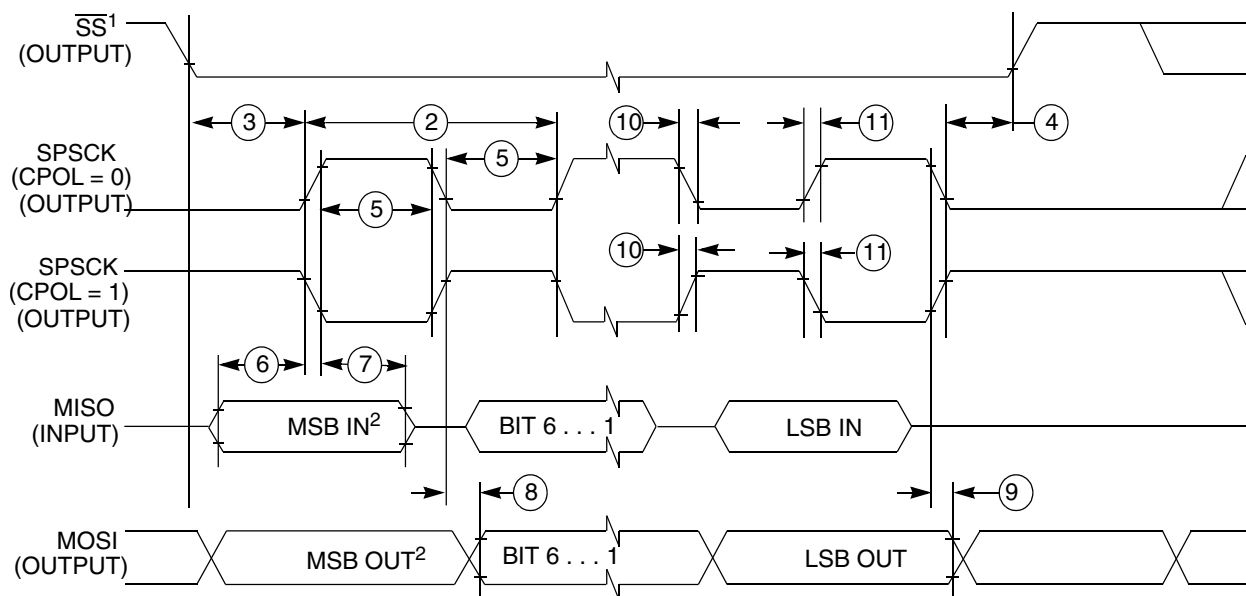 S̅S̅¹
(OUTPUT)
3
2
10
11
4
SPSCK
(CPOL = 0)
(OUTPUT)
5
5
SPSCK
(CPOL = 1)
(OUTPUT)
10
11
6
7
MISO
(INPUT)
MSB IN²
BIT 6 . . . 1
LSB IN
8
9
MOSI
(OUTPUT)
MSB OUT²
BIT 6 . . . 1
LSB OUT